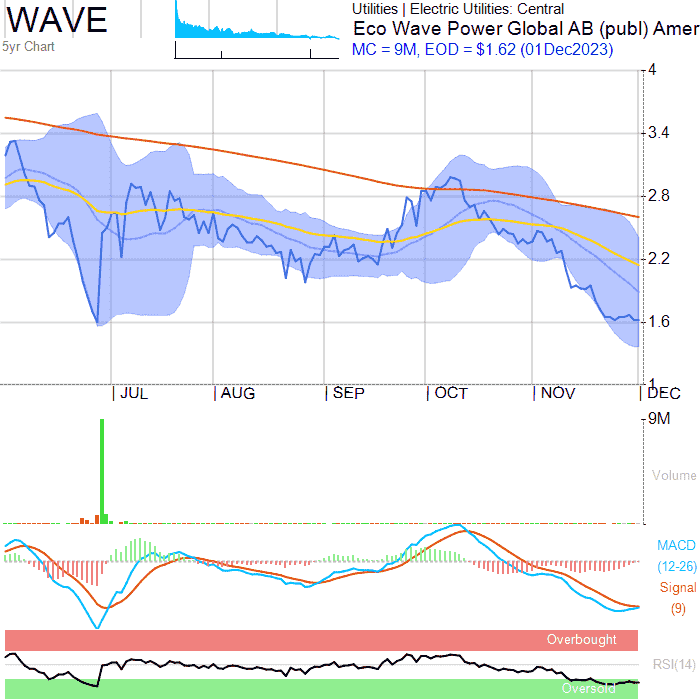 WAVE
5yr Chart
Utilities | Electric Utilities: Central
Eco Wave Power Global AB (publ) Amer
MC = 9M, EOD = $1.62 (01Dec2023)
4
3.4
2.8
2.2
1.6
1
JUL AUG SEP OCT NOV DEC
9M
Volume
MACD
(12-26)
Signal
(9)
Overbought
RSI(14)
Oversold